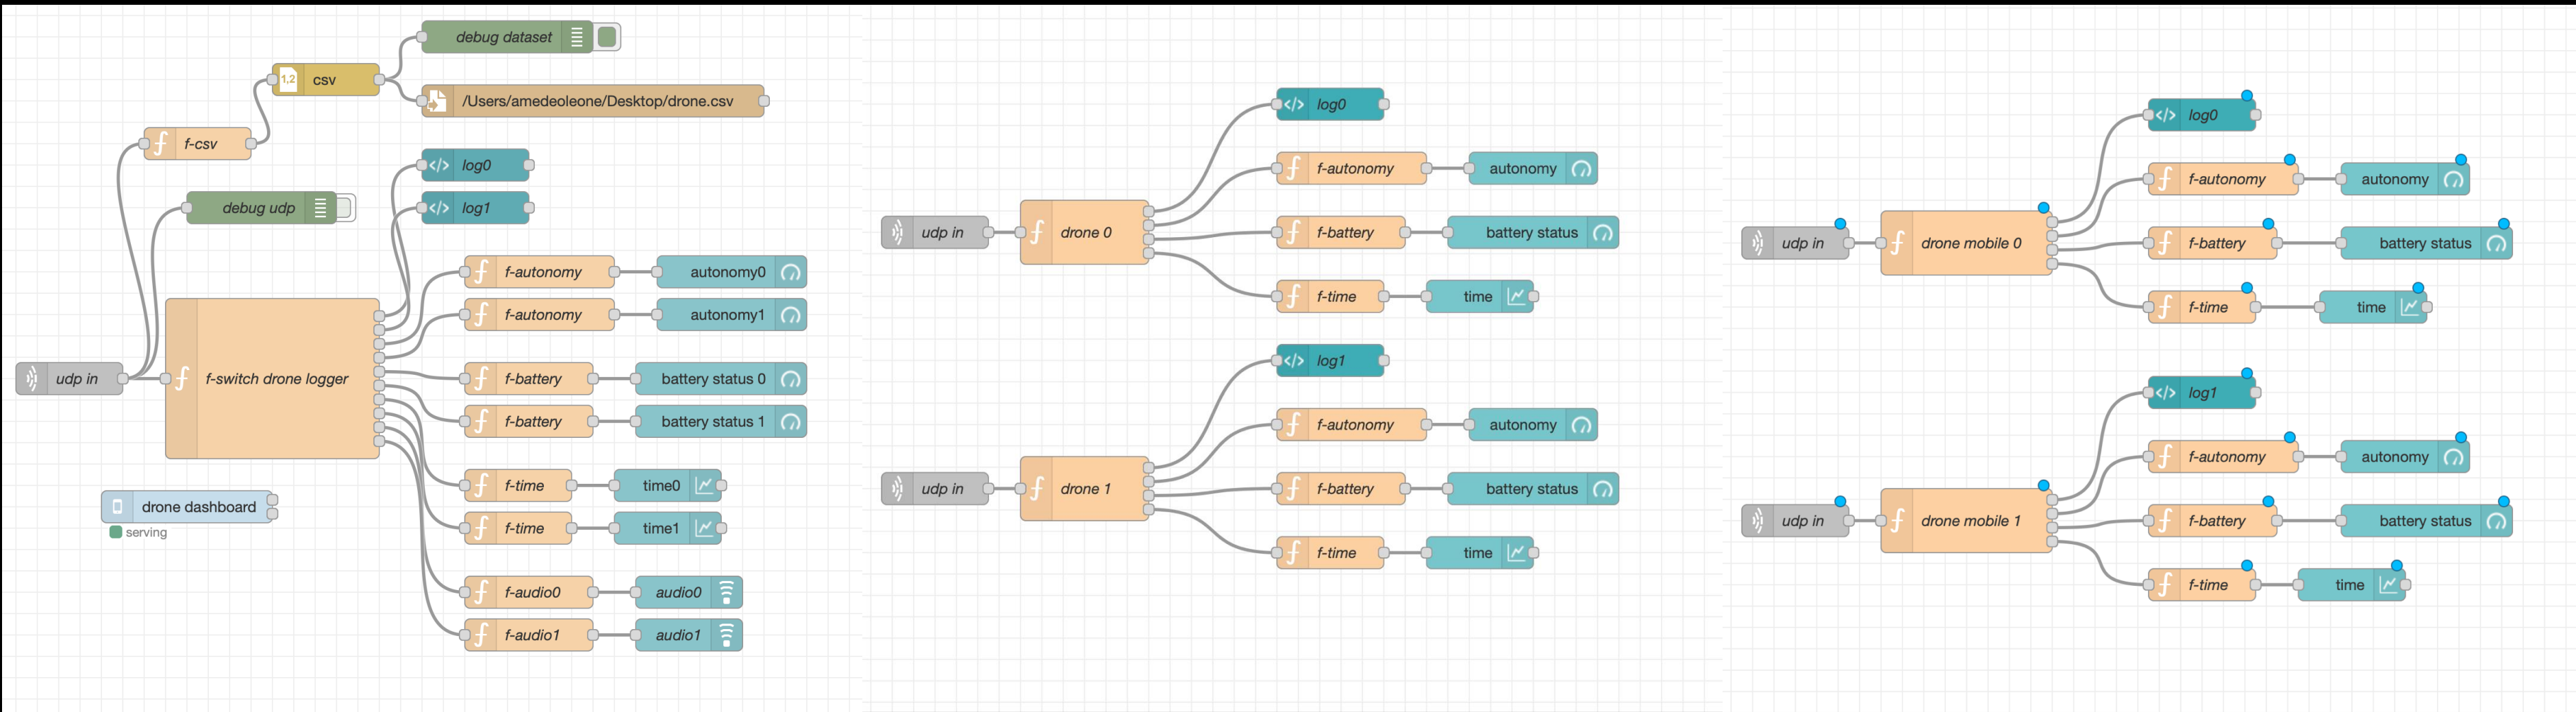 debug dataset
1,2
csv
/Users/amedeoleone/Desktop/drone.csv
f-csv
log0
debug udp
log1
f-autonomy
autonomy0
f-autonomy
autonomy1
udp in
f-switch drone logger
f-battery
battery status 0
f-battery
battery status 1
f-time
time0
drone dashboard
serving
f-time
time1
f-audio0
audio0
f-audio1
audio1
log0
f-autonomy
autonomy
udp in
drone 0
f-battery
battery status
f-time
time
log1
f-autonomy
autonomy
udp in
drone 1
f-battery
battery status
f-time
time
log0
f-autonomy
autonomy
udp in
drone mobile 0
f-battery
battery status
f-time
time
log1
f-autonomy
autonomy
udp in
drone mobile 1
f-battery
battery status
f-time
time